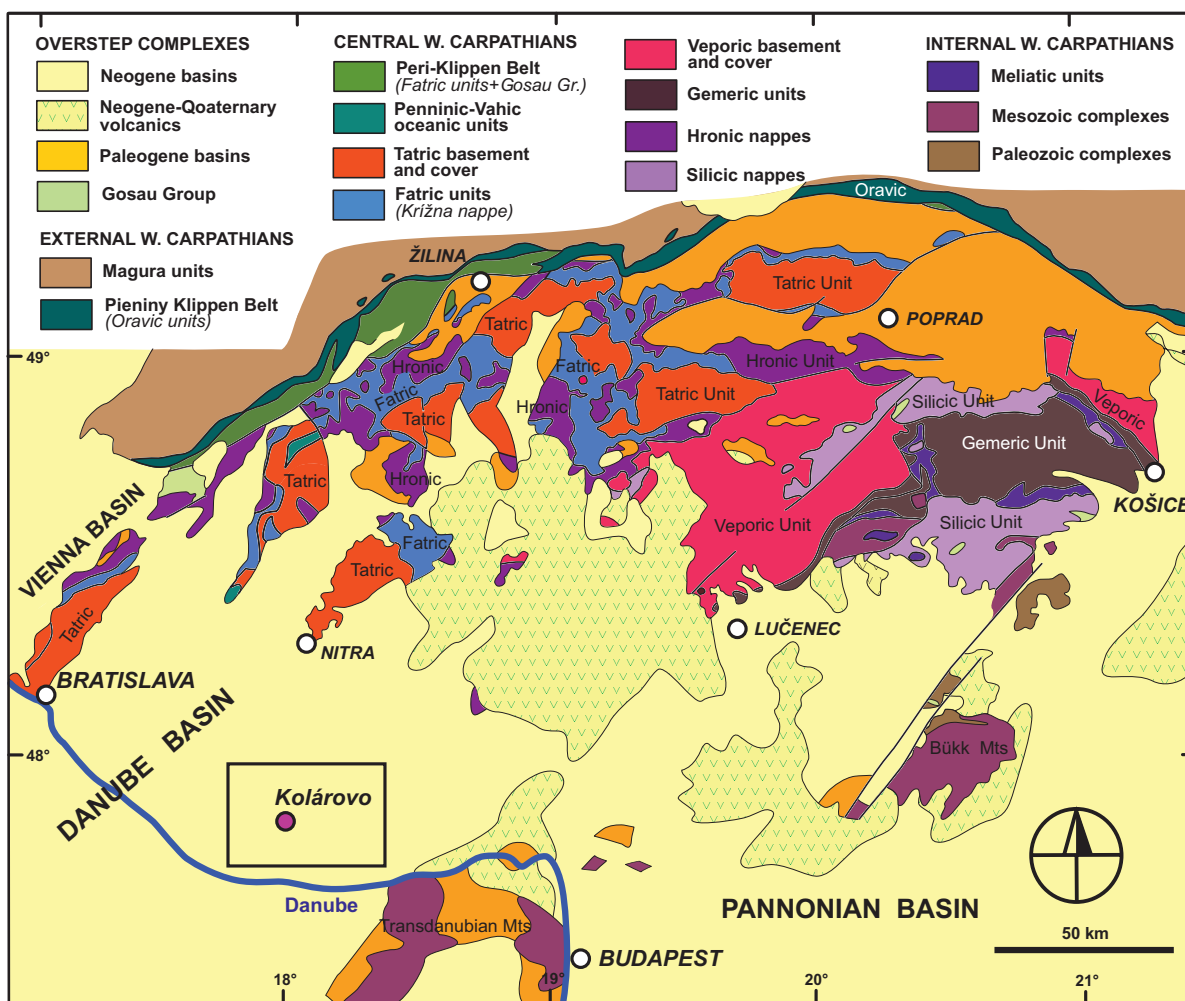 OVERSTEP COMPLEXES
Neogene basins
Neogene-Qoaternary
volcanics
Paleogene basins
Gosau Group
EXTERNAL W. CARPATHIANS
Magura units
Pieniny Klippen Belt
(Oravic units)
CENTRAL W. CARPATHIANS
Peri-Klippen Belt
(Fatric units+Gosau Gr.)
Penninic-Vahic
oceanic units
Tatric basement
and cover
Fatric units
(Krížna nappe)
Veporic basement
and cover
Gemeric units
Hronic nappes
Silicic nappes
INTERNAL W. CARPATHIANS
Meliatic units
Mesozoic complexes
Paleozoic complexes
Oravic
ŽILINA
Tatric Unit
POPRAD
Tatric
49°
Hronic
Fatric
Hronic Unit
Fatric
Tatric Unit
Hronic
Tatric
Silicic Unit
Veporic
Gemeric Unit
Tatric
Hronic
KOŠICE
VIENNA BASIN
Veporic Unit
Silicic Unit
Fatric
Tatric
Tatric
LUČENEC
NITRA
BRATISLAVA
DANUBE BASIN
48°
Bükk Mts
Kolárovo
Danube
Transdanubian Mts
PANNONIAN BASIN
50 km
BUDAPEST
18°
19°
20°
21°